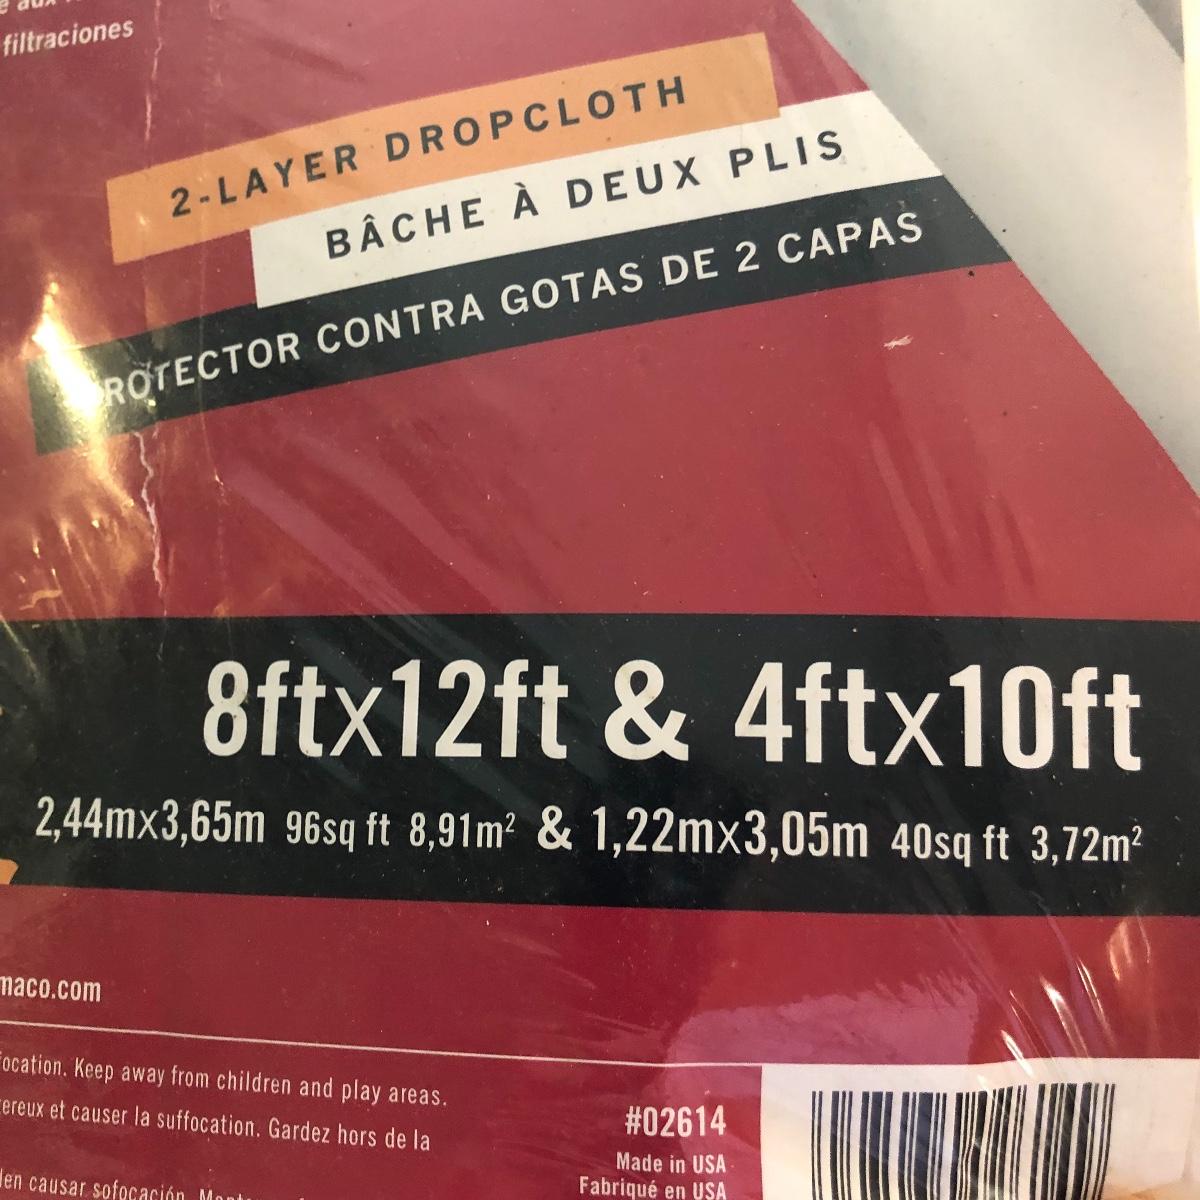 filtraciones
2-LAYER DROPCLOTH
BÂCHE À DEUX PLIS
PROTECTOR CONTRA GOTAS DE 2 CAPAS
8ftx12ft & 4ftx10ft
2,44mx3,65m 96sq ft 8,91m² & 1,22mx3,05m 40sq ft 3,72m²
maco.com
focation. Keep away from children and play areas.
ereux et causer la suffocation. Gardez hors de la
den causar sofocación.
#02614
Made in USA
Fabriqué en USA